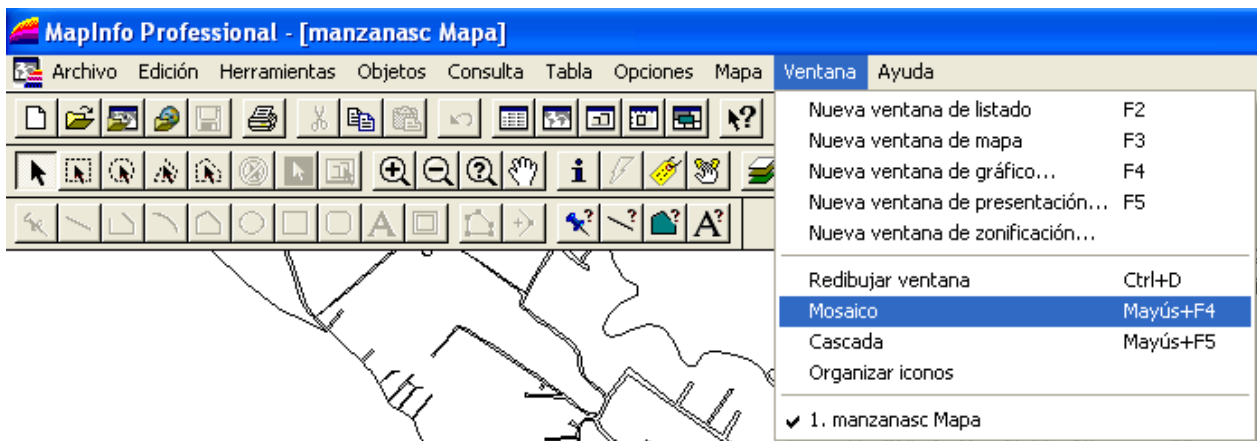 MapInfo Professional - [manzanasc Mapa]
Archivo Edición Herramientas Objetos Consulta Tabla Opciones Mapa Ventana Ayuda
Nueva ventana de listado F2
Nueva ventana de mapa F3
Nueva ventana de gráfico... F4
Nueva ventana de presentación... F5
Nueva ventana de zonificación...
Redibujar ventana Ctrl+D
Mosaico Mayús+F4
Cascada Mayús+F5
Organizar iconos
✓ 1. manzanasc Mapa